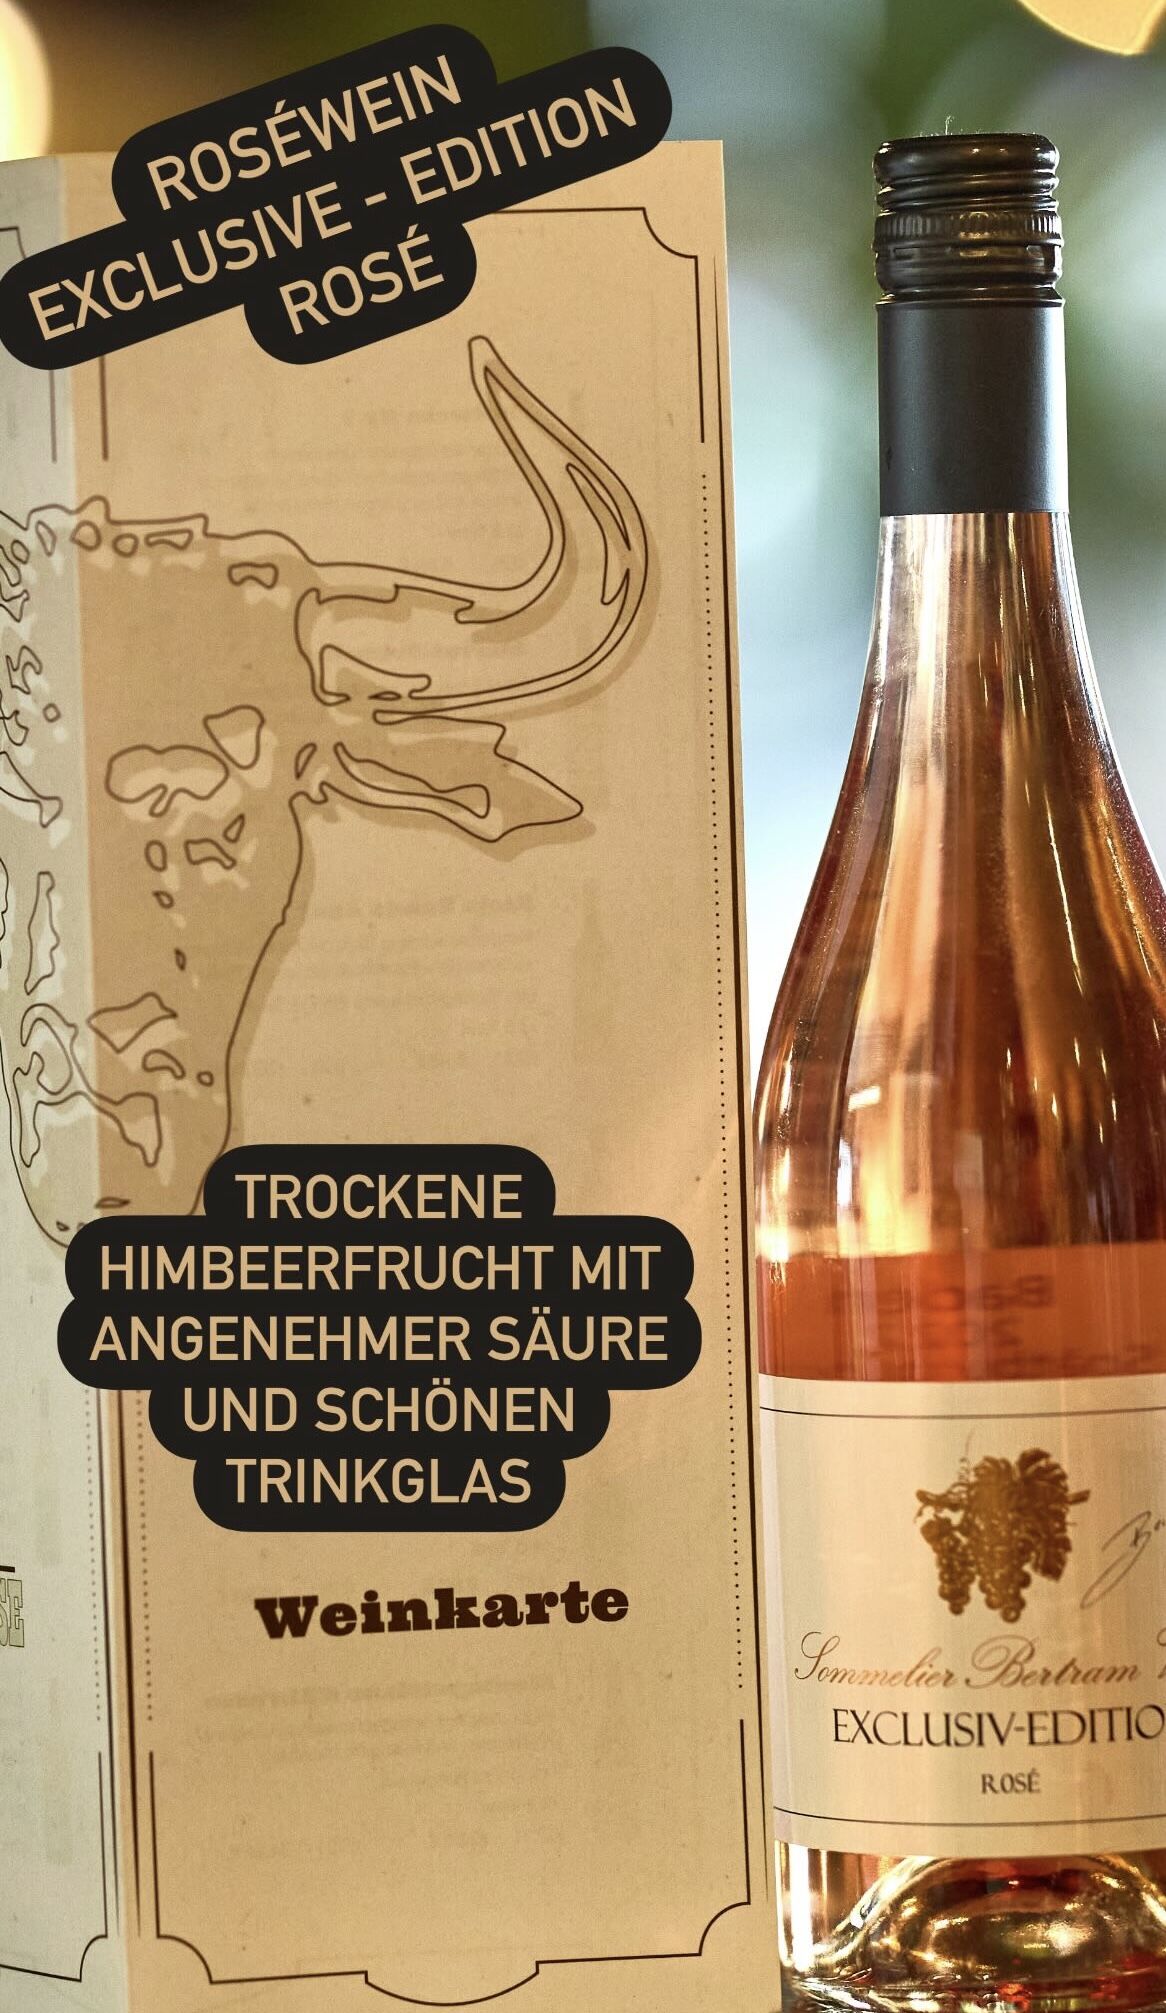 ROSÉWEIN
EXCLUSIVE - EDITION
ROSÉ
TROCKENE
HIMBEERFRUCHT MIT
ANGENEHMER SÄURE
UND SCHÖNEN
TRINKGLAS
Weinkarte
Sommelier Bertram
EXCLUSIV-EDITIO
ROSÉ